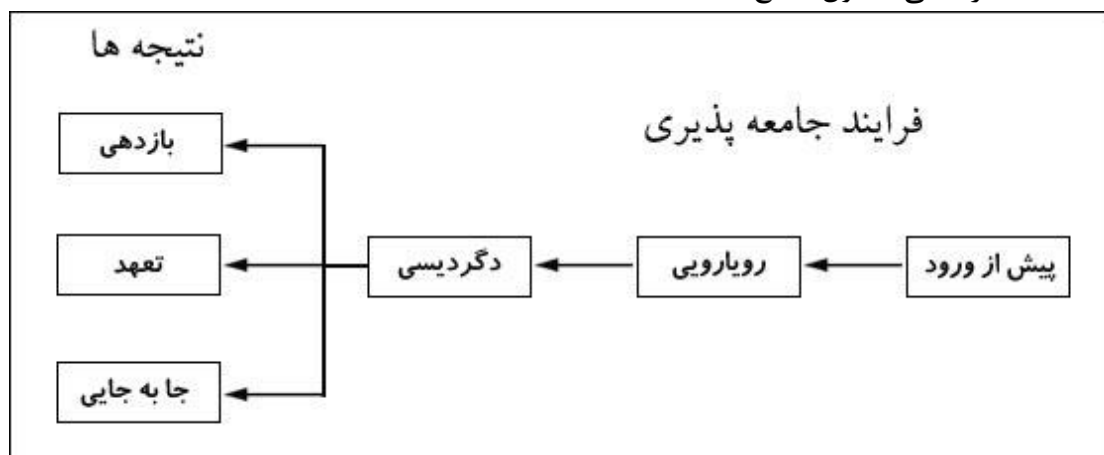 نتیجه ها
فرایند جامعه پذیری
بازدهی
پیش از ورود
رویارویی
دگردیسی
تعهد
جا به جایی